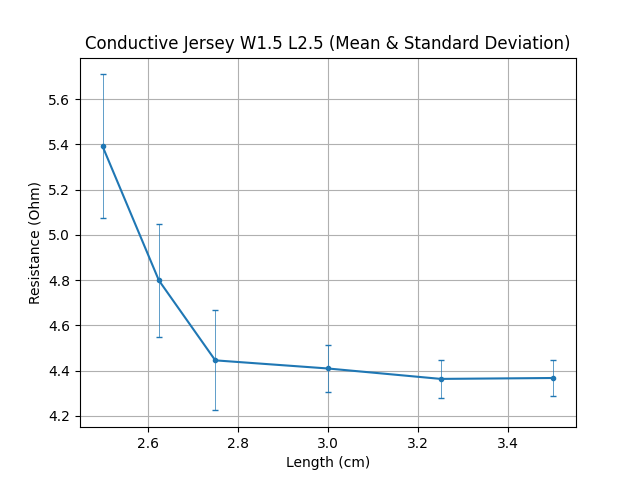 Conductive Jersey W1.5 L2.5 (Mean & Standard Deviation)
5.6
5.4
5.2
5.0
4.8
4.6
4.4
4.2
Resistance (Ohm)
2.6 2.8 3.0 3.2 3.4
Length (cm)